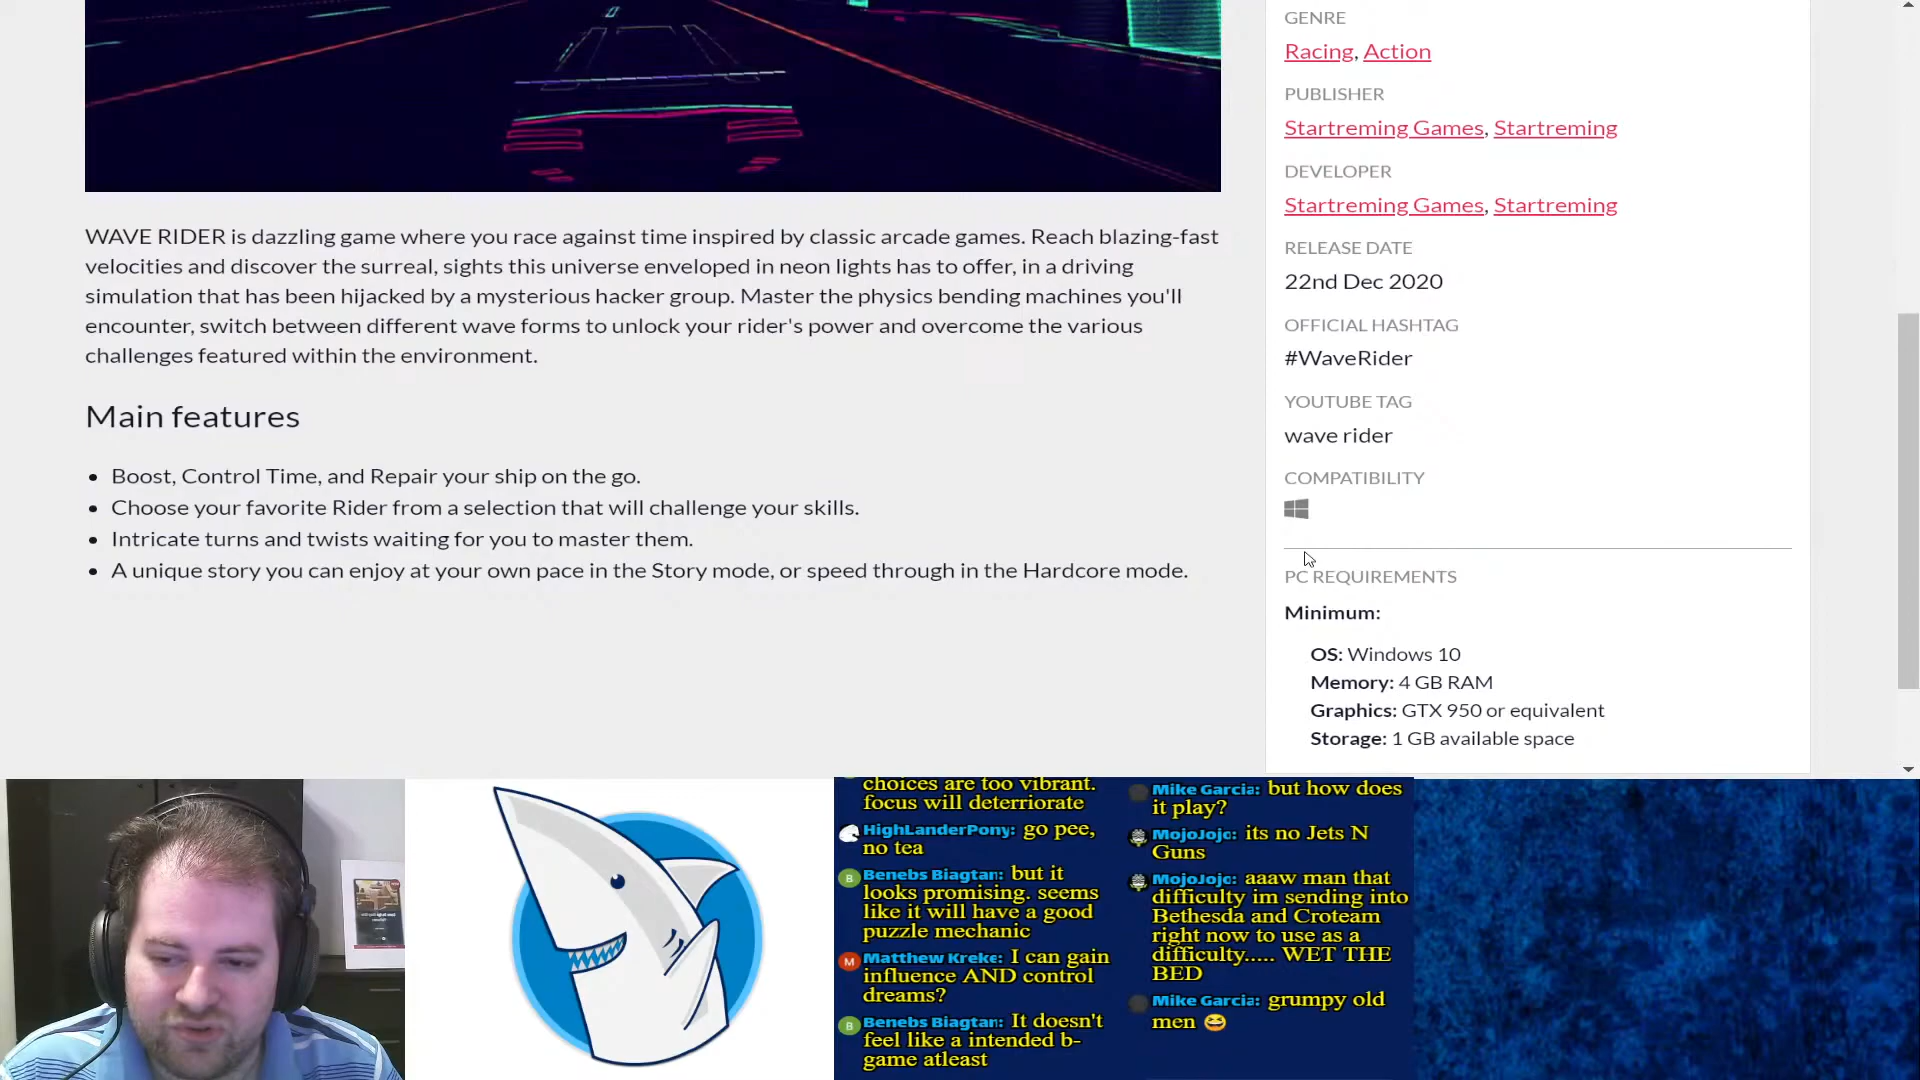 WAVE RIDER is dazzling game where you race against time inspired by classic arcade games. Reach blazing-fast
velocities and discover the surreal, sights this universe enveloped in neon lights has to offer, in a driving
simulation that has been hijacked by a mysterious hacker group. Master the physics bending machines you'll
encounter, switch between different wave forms to unlock your rider's power and overcome the various
challenges featured within the environment.
Main features
Boost, Control Time, and Repair your ship on the go.
Choose your favorite Rider from a selection that will challenge your skills.
Intricate turns and twists waiting for you to master them.
A unique story you can enjoy at your own pace in the Story mode, or speed through in the Hardcore mode.
GENRE
Racing, Action
PUBLISHER
Startreming Games, Startreming
DEVELOPER
Startreming Games, Startreming
RELEASE DATE
22nd Dec 2020
OFFICIAL HASHTAG
#WaveRider
YOUTUBE TAG
wave rider
COMPATIBILITY
PC REQUIREMENTS
Minimum:
OS: Windows 10
Memory: 4 GB RAM
Graphics: GTX 950 or equivalent
Storage: 1 GB available space
choices are too vibrant.
focus will deterriorate
HighLanderPony: go pee,
no tea
B
Benebs Biagtan: but it
looks promising. seems
like it will have a good
puzzle mechanic
M
Matthew Kreke: I can gain
influence AND control
dreams?
B
Benebs Biagtan: It doesn't
feel like a intended b-
game atleast
Mike Garcia: but how does
it play?
MojoJojo: its no Jets N
Guns
MojoJojo: aaaw man that
difficulty im sending into
Bethesda and Croteam
right now to use as a
difficulty..... WET THE
BED
Mike Garcia: grumpy old
men 😆